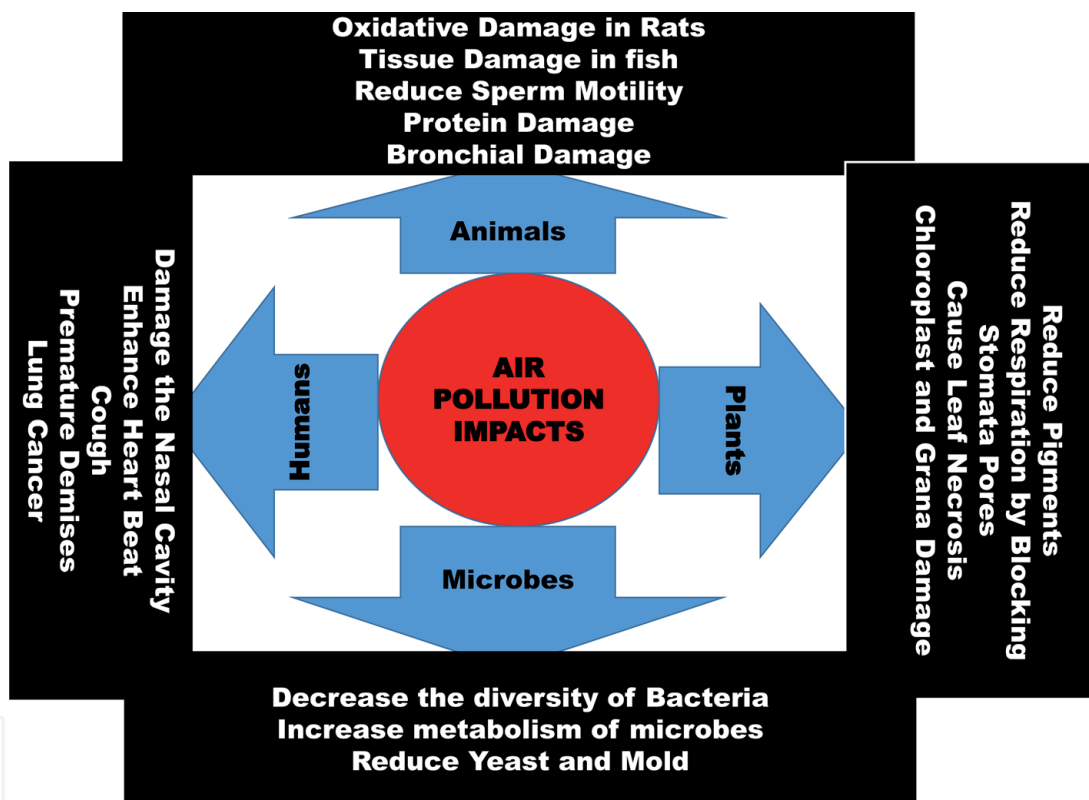 Oxidative Damage in Rats
Tissue Damage in fish
Reduce Sperm Motility
Protein Damage
Bronchial Damage
Animals
Damage the Nasal Cavity
Enhance Heart Beat
Cough
Premature Demises
Lung Cancer
Humans
AIR
POLLUTION
IMPACTS
Plants
Reduce Pigments
Reduce Respiration by Blocking
Stomata Pores
Cause Leaf Necrosis
Chloroplast and Grana Damage
Microbes
Decrease the diversity of Bacteria
Increase metabolism of microbes
Reduce Yeast and Mold